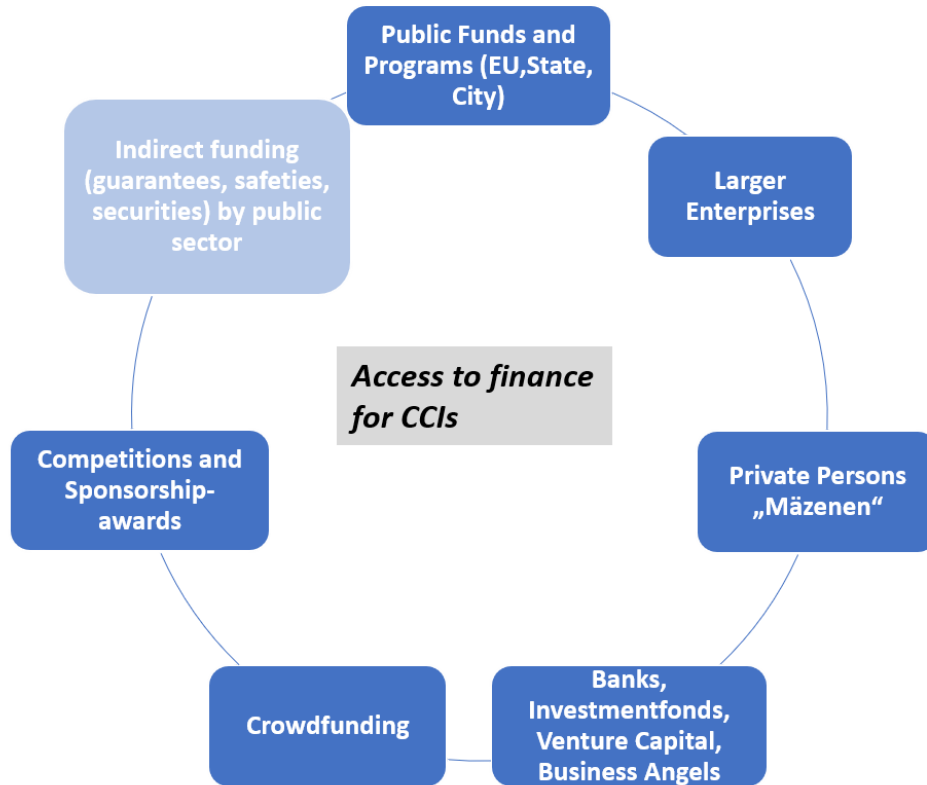 Public Funds and
Programs (EU,State,
City)
Larger
Enterprises
Private Persons
„Mäzenen“
Banks,
Investmentfonds,
Venture Capital,
Business Angels
Crowdfunding
Competitions and
Sponsorship-
awards
Indirect funding
(guarantees, safeties,
securities) by public
sector
Access to finance
for CCIs